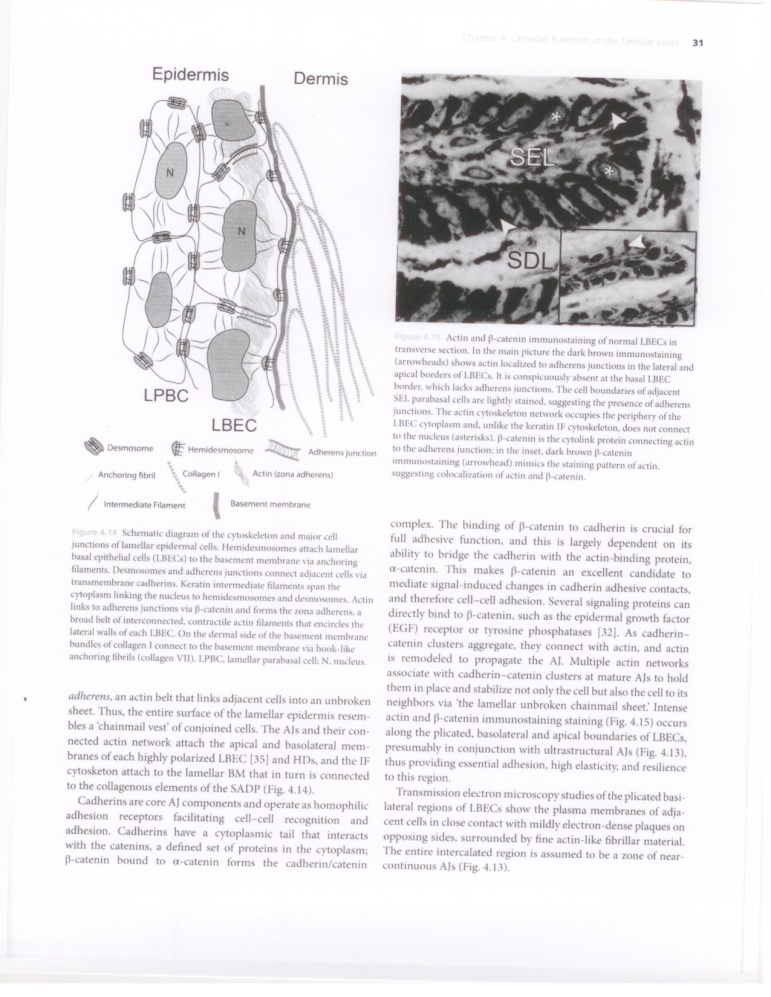 Chapter 4: Lamellar Function at the Cellular Level 31
Epidermis
Dermis
N
N
LPBC
LBEC
Desmosome
Hemidesmosome
Adherens junction
Anchoring fibril
Collagen I
Actin (zona adherens)
Intermediate Filament
Basement membrane
Figure 4.14 Schematic diagram of the cytoskeleton and major cell
junctions of lamellar epidermal cells. Hemidesmosomes attach lamellar
basal epithelial cells (LBECs) to the basement membrane via anchoring
filaments. Desmosomes and adherens junctions connect adjacent cells via
transmembrane cadherins. Keratin intermediate filaments span the
cytoplasm linking the nucleus to hemidesmosomes and desmosomes. Actin
links to adherens junctions via β-catenin and forms the zona adherens, a
broad belt of interconnected, contractile actin filaments that encircles the
lateral walls of each LBEC. On the dermal side of the basement membrane
bundles of collagen I connect to the basement membrane via hook-like
anchoring fibrils (collagen VII). LPBC, lamellar parabasal cell; N, nucleus.
adherens, an actin belt that links adjacent cells into an unbroken
sheet. Thus, the entire surface of the lamellar epidermis resem-
bles a 'chainmail vest' of conjoined cells. The AJs and their con-
nected actin network attach the apical and basolateral mem-
branes of each highly polarized LBEC [35] and HDs, and the IF
cytosketon attach to the lamellar BM that in turn is connected
to the collagenous elements of the SADP (Fig. 4.14).
Cadherins are core AJ components and operate as homophilic
adhesion receptors facilitating cell–cell recognition and
adhesion. Cadherins have a cytoplasmic tail that interacts
with the catenins, a defined set of proteins in the cytoplasm;
β-catenin bound to α-catenin forms the cadherin/catenin
SEL
SDL
*
*
Figure 4.15 Actin and β-catenin immunostaining of normal LBECs in
transverse section. In the main picture the dark brown immunostaining
(arrowheads) shows actin localized to adherens junctions in the lateral and
apical borders of LBECs. It is conspicuously absent at the basal LBEC
border, which lacks adherens junctions. The cell boundaries of adjacent
SEL parabasal cells are lightly stained, suggesting the presence of adherens
junctions. The actin cytoskeleton network occupies the periphery of the
LBEC cytoplasm and, unlike the keratin IF cytoskeleton, does not connect
to the nucleus (asterisks). β-catenin is the cytolink protein connecting actin
to the adherens junction; in the inset, dark brown β-catenin
immunostaining (arrowhead) mimics the staining pattern of actin,
suggesting colocalization of actin and β-catenin.
complex. The binding of β-catenin to cadherin is crucial for
full adhesive function, and this is largely dependent on its
ability to bridge the cadherin with the actin-binding protein,
α-catenin. This makes β-catenin an excellent candidate to
mediate signal-induced changes in cadherin adhesive contacts,
and therefore cell–cell adhesion. Several signaling proteins can
directly bind to β-catenin, such as the epidermal growth factor
(EGF) receptor or tyrosine phosphatases [32]. As cadherin–
catenin clusters aggregate, they connect with actin, and actin
is remodeled to propagate the AJ. Multiple actin networks
associate with cadherin–catenin clusters at mature AJs to hold
them in place and stabilize not only the cell but also the cell to its
neighbors via 'the lamellar unbroken chainmail sheet.' Intense
actin and β-catenin immunostaining staining (Fig. 4.15) occurs
along the plicated, basolateral and apical boundaries of LBECs,
presumably in conjunction with ultrastructural AJs (Fig. 4.13),
thus providing essential adhesion, high elasticity, and resilience
to this region.
Transmission electron microscopy studies of the plicated basi-
lateral regions of LBECs show the plasma membranes of adja-
cent cells in close contact with mildly electron-dense plaques on
opposing sides, surrounded by fine actin-like fibrillar material.
The entire intercalated region is assumed to be a zone of near-
continuous AJs (Fig. 4.13).